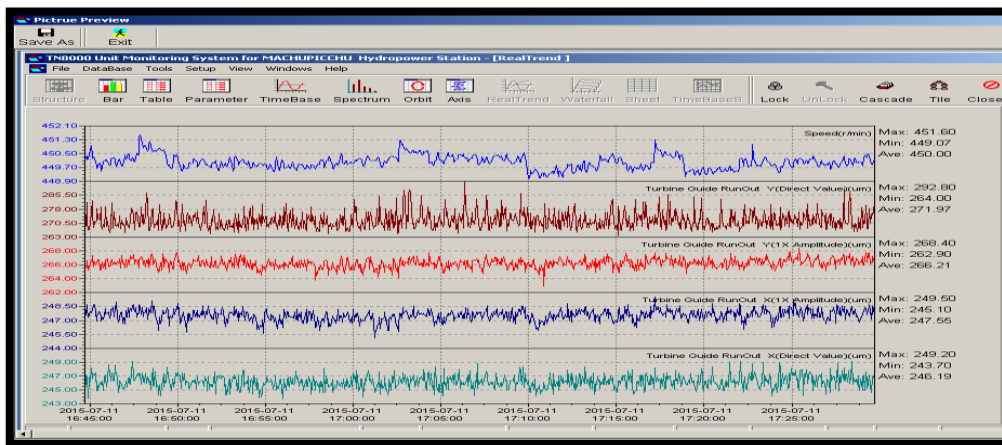 Pictrue Preview
Save As Exit
TN8000 Unit Monitoring System for MACHUPICCHU Hydropower Station - [RealTrend ]
File DataBase Tools Setup View Windows Help
Structure Bar Table Parameter TimeBase Spectrum Orbit Axis RealTrend Waterfall Sheet TimeBaseS Lock UnLock Cascade Tile Close
452.10
451.30
450.50
449.70
448.90
Speed(r/min)
Max: 451.60
Min: 449.07
Ave: 450.00
285.50
278.00
270.50
263.00
Turbine Guide RunOut Y(Direct Value)(um)
Max: 292.80
Min: 264.00
Ave: 271.97
268.00
266.00
264.00
262.00
Turbine Guide RunOut Y(1X Amplitude)(um)
Max: 268.40
Min: 262.90
Ave: 266.21
248.50
247.00
245.50
244.00
Turbine Guide RunOut X(1X Amplitude)(um)
Max: 249.50
Min: 245.10
Ave: 247.55
249.00
247.00
245.00
243.00
Turbine Guide RunOut X(Direct Value)(um)
Max: 249.20
Min: 243.70
Ave: 246.19
2015-07-11 2015-07-11 2015-07-11 2015-07-11 2015-07-11 2015-07-11 2015-07-11 2015-07-11 2015-07-11
16:45:00 16:50:00 16:55:00 17:00:00 17:05:00 17:10:00 17:15:00 17:20:00 17:25:00